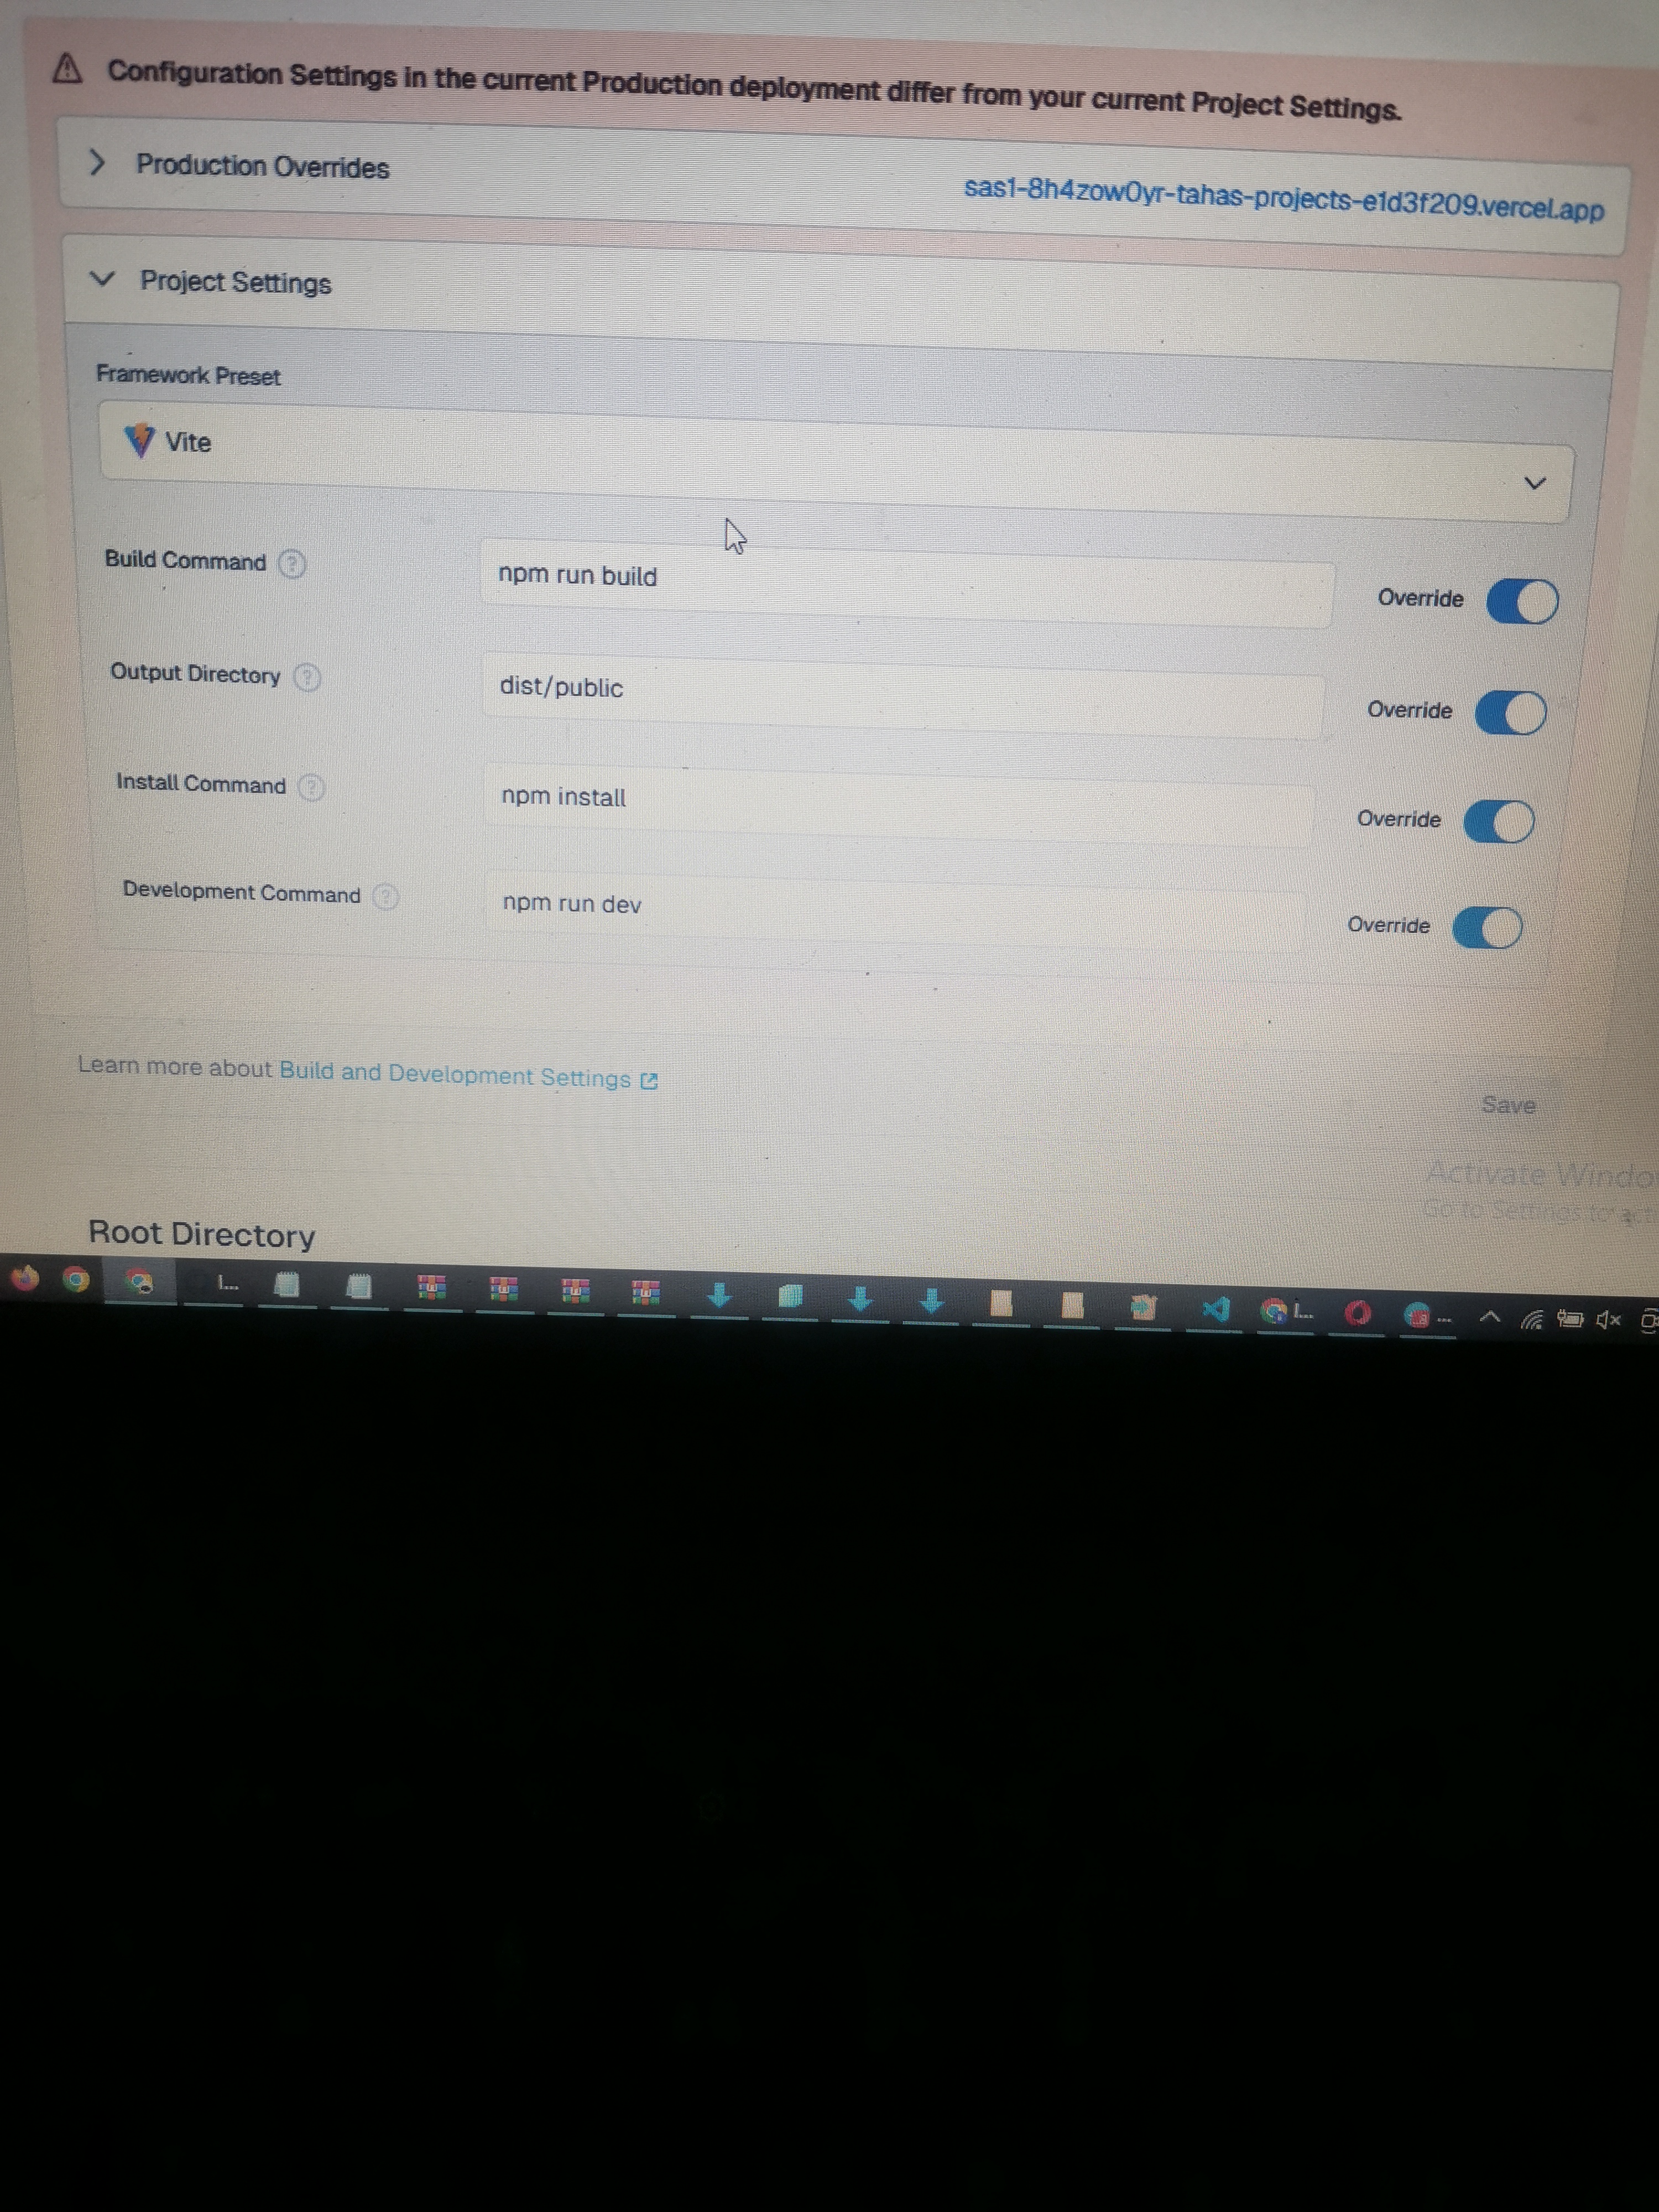 Configuration Settings in the current Production deployment differ from your current Project Settings.
Production Overrides
sas1-8h4zow0yr-tahas-projects-e1d3f209.vercel.app
Project Settings
Framework Preset
Vite
Build Command
npm run build
Override
Output Directory
dist/public
Override
Install Command
npm install
Override
Development Command
npm run dev
Override
Learn more about Build and Development Settings
Save
Activate
Go to Settings to
Root Directory